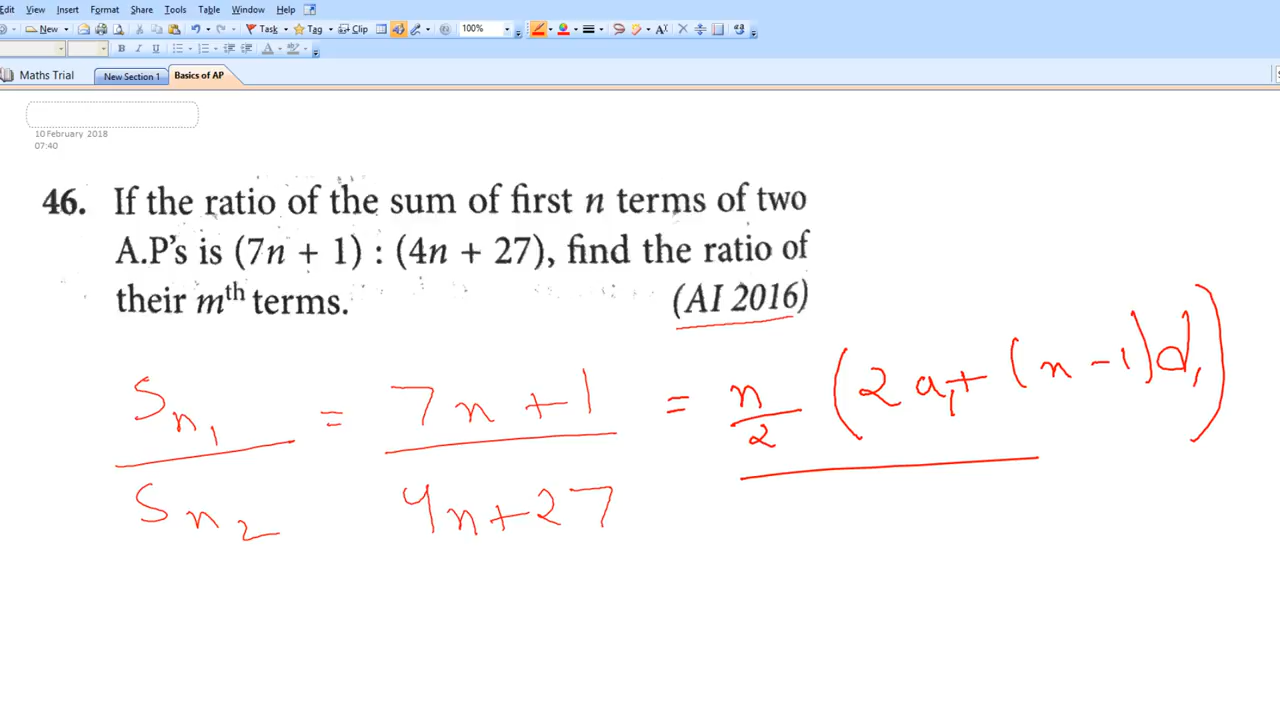 Edit View Insert Format Share Tools Table Window Help
New Task Tag Clip 100%
B I U A
Maths Trial New Section 1 Basics of AP
10 February 2018
07:40
46. If the ratio of the sum of first n terms of two
A.P's is (7n + 1) : (4n + 27), find the ratio of
their mth terms. (AI 2016)
Sn1 / Sn2 = 7n+1 / 4n+27 = n/2 (2a1+(n-1)d1)